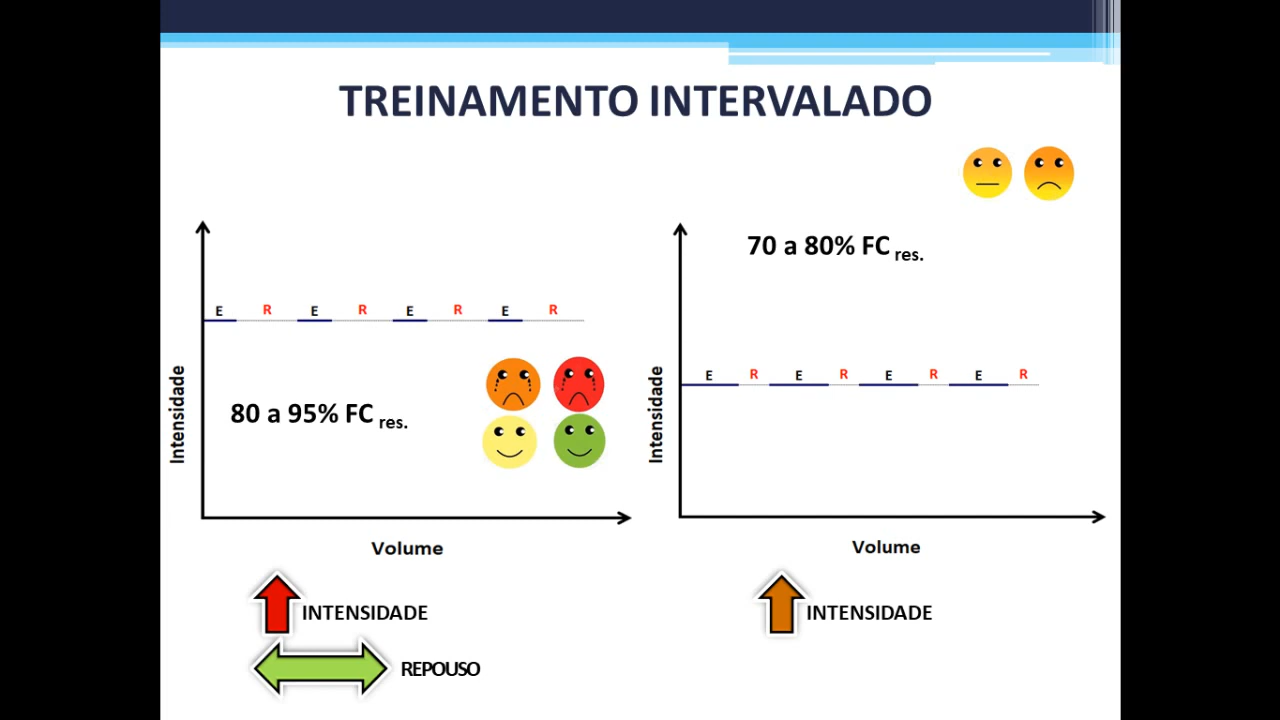 TREINAMENTO INTERVALADO
E R E R E R E R
80 a 95% FC res.
Intensidade
Volume
INTENSIDADE
REPOUSO
70 a 80% FC res.
E R E R E R E R
Intensidade
Volume
INTENSIDADE